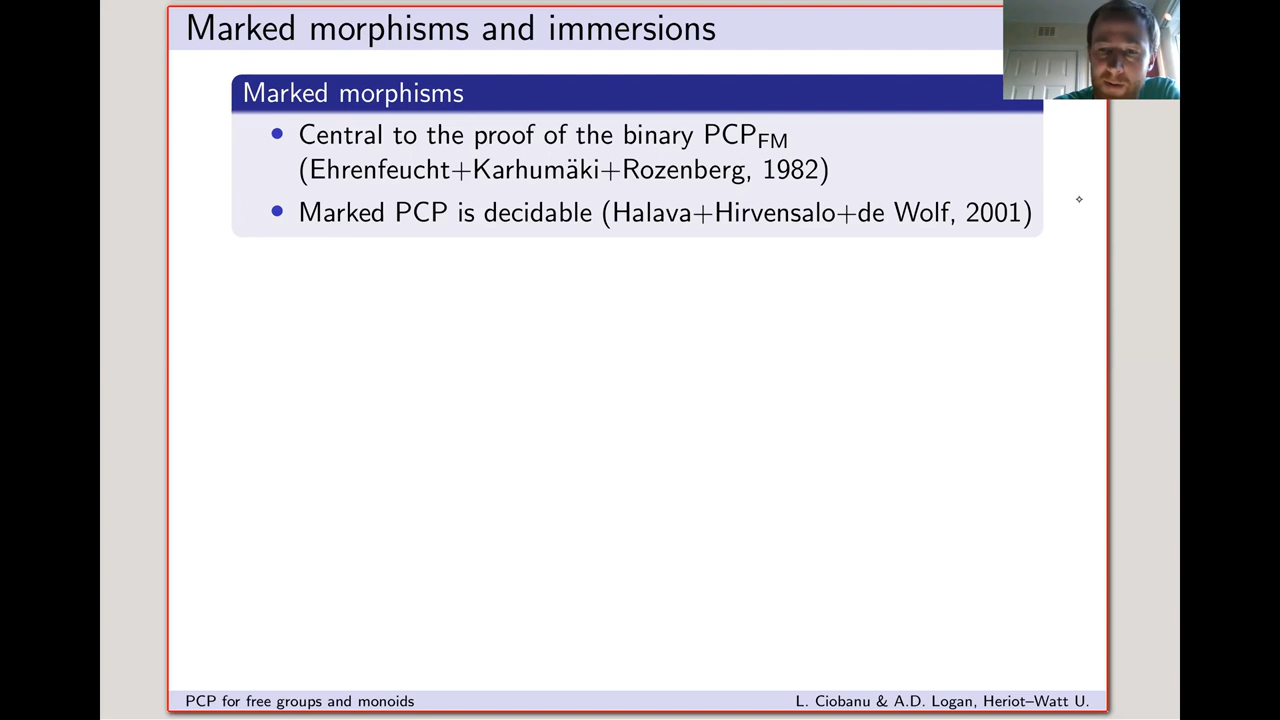 Marked morphisms and immersions
Marked morphisms
• Central to the proof of the binary PCP_FM
(Ehrenfeucht+Karhumäki+Rozenberg, 1982)
• Marked PCP is decidable (Halava+Hirvensalo+de Wolf, 2001)
PCP for free groups and monoids
L. Ciobanu & A.D. Logan, Heriot–Watt U.